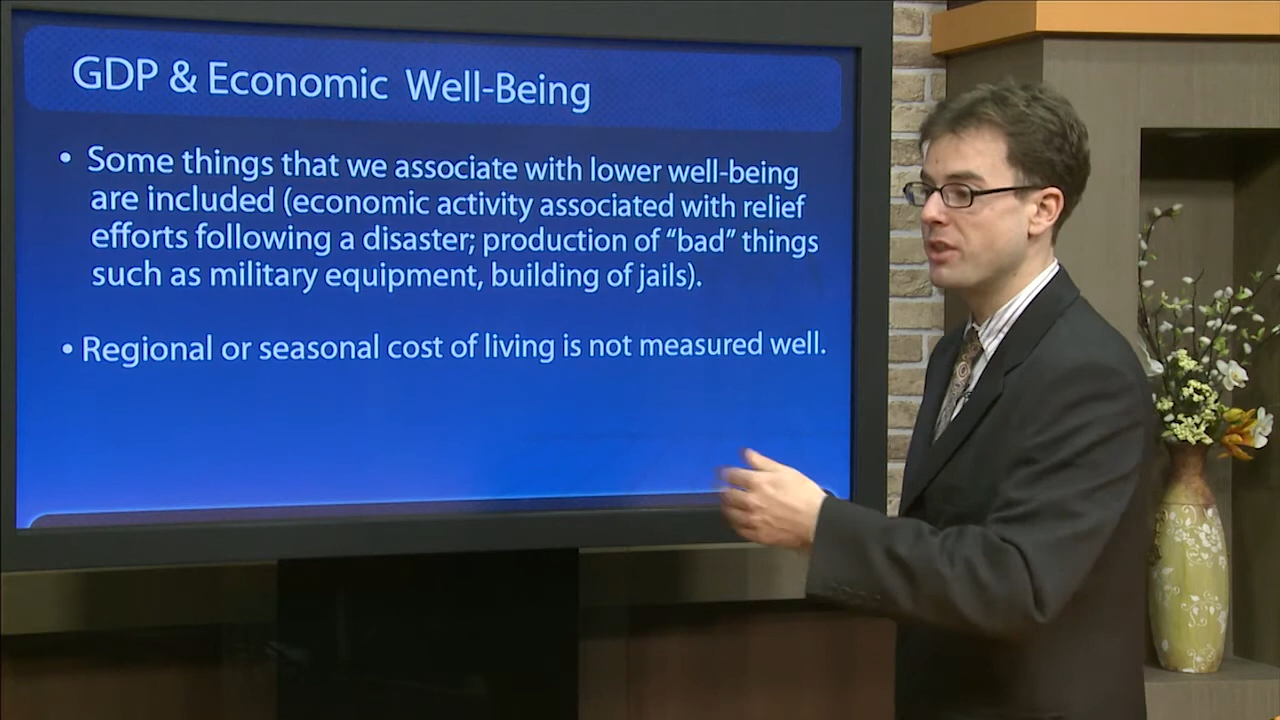 GDP & Economic Well-Being
• Some things that we associate with lower well-being
are included (economic activity associated with relief
efforts following a disaster; production of “bad” things
such as military equipment, building of jails).
• Regional or seasonal cost of living is not measured well.